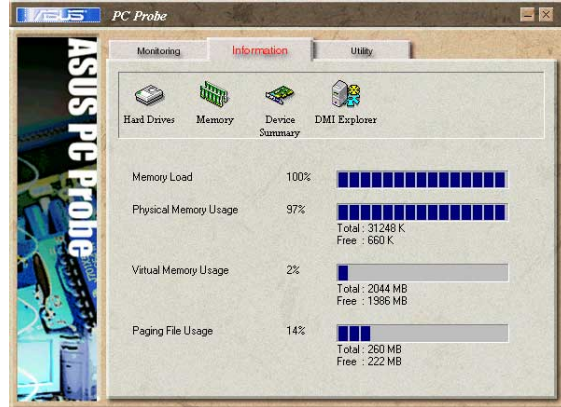 /SUS PC Probe
ASUS PC Probe
Monitoring Information Utility
Hard Drives Memory Device Summary DMI Explorer
Memory Load 100%
Physical Memory Usage 97%
Total : 31248 K
Free : 660 K
Virtual Memory Usage 2%
Total : 2044 MB
Free : 1986 MB
Paging File Usage 14%
Total : 260 MB
Free : 222 MB